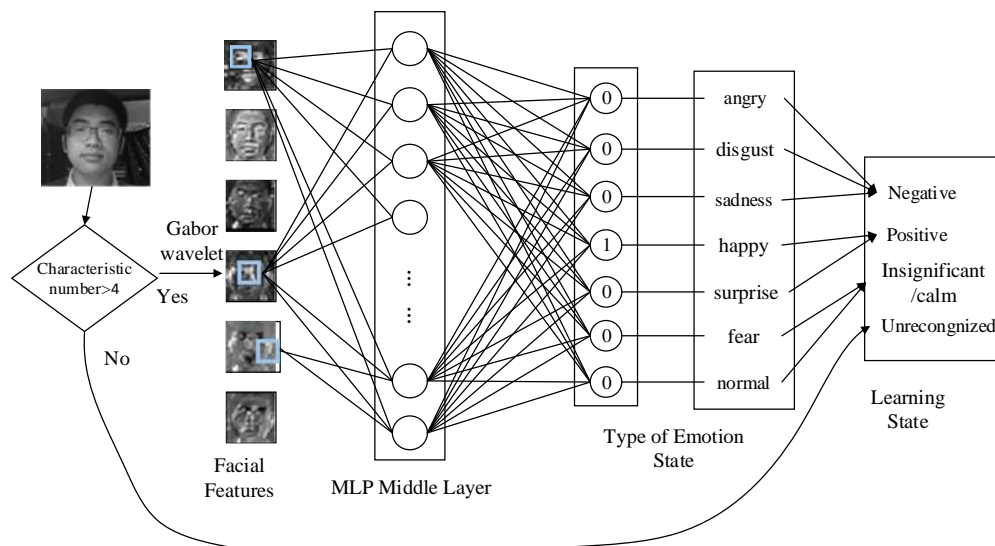 Characteristic
number>4
Gabor
wavelet
Yes
No
Facial
Features
...
...
MLP Middle Layer
0
0
0
1
0
0
0
angry
disgust
sadness
happy
surprise
fear
normal
Type of Emotion
State
Negative
Positive
Insignificant
/calm
Unrecongnized
Learning
State